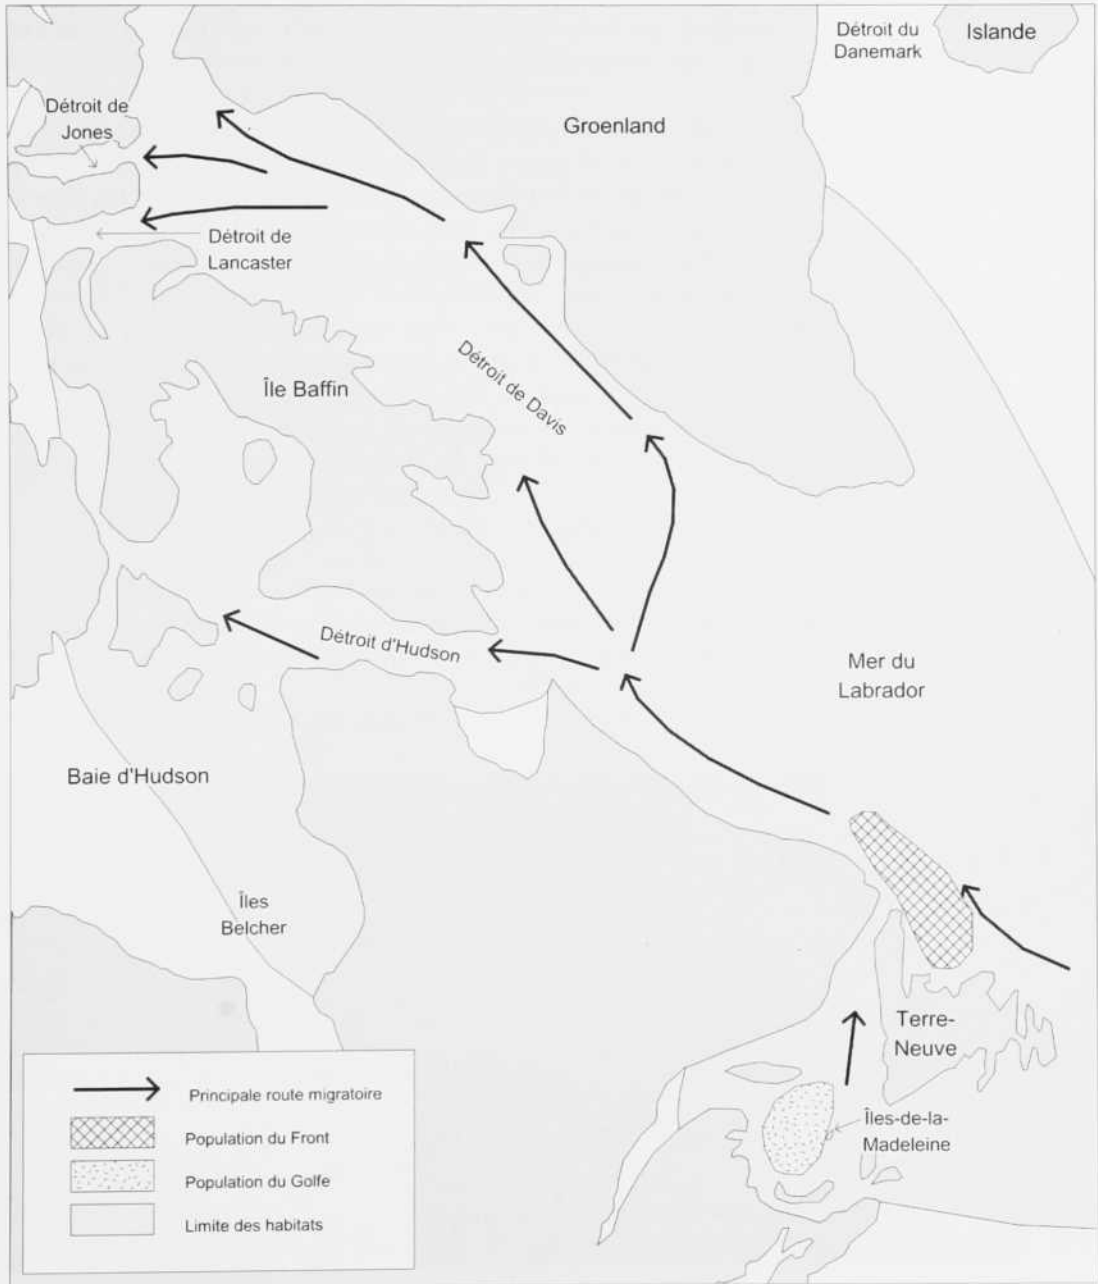 Détroit du
Danemark
Islande
Détroit de
Jones
Groenland
Détroit de
Lancaster
Île Baffin
Détroit de Davis
Détroit d'Hudson
Mer du
Labrador
Baie d'Hudson
Îles
Belcher
Terre-
Neuve
Îles-de-la-
Madeleine
Principale route migratoire
Population du Front
Population du Golfe
Limite des habitats